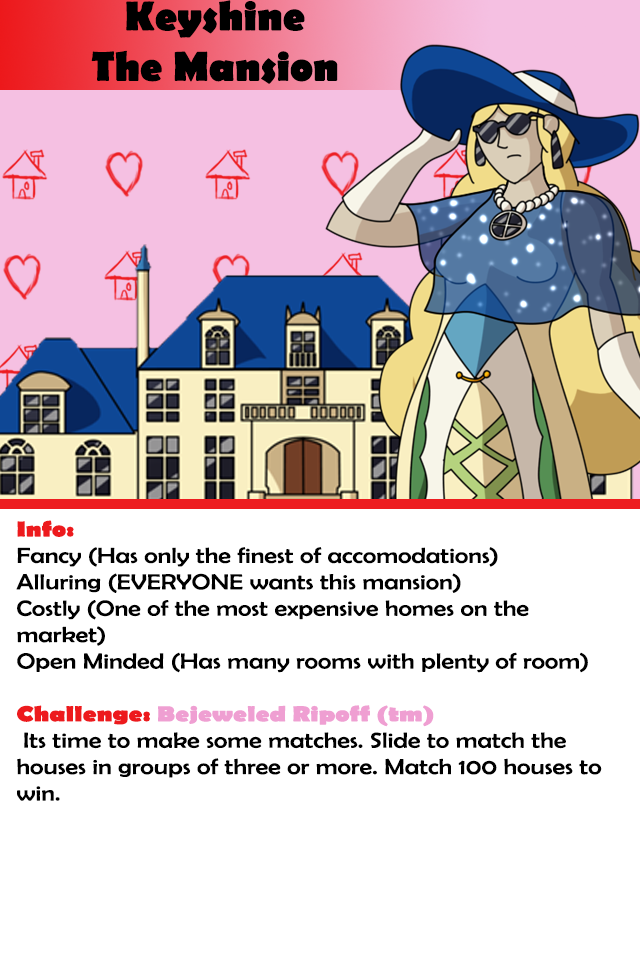 Keyshine
The Mansion
Info:
Fancy (Has only the finest of accomodations)
Alluring (EVERYONE wants this mansion)
Costly (One of the most expensive homes on the
market)
Open Minded (Has many rooms with plenty of room)
Challenge: Bejeweled Ripoff (tm)
Its time to make some matches. Slide to match the
houses in groups of three or more. Match 100 houses to
win.